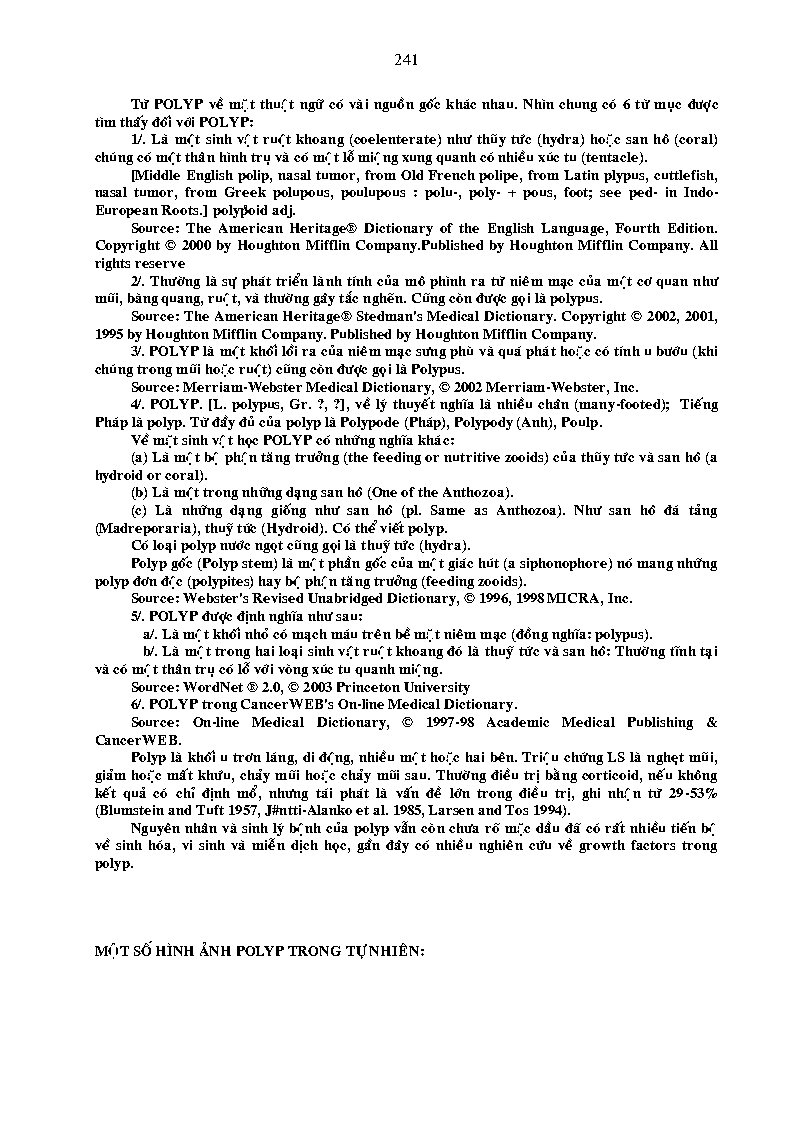 241
Từ POLYP về một thuật ngữ có vài nguồn gốc khác nhau. Nhìn chung có 6 từ mục được
tìm thấy đối với POLYP:
1/. Là một sinh vật ruột khoang (coelenterate) như thũy tức (hydra) hoặc san hô (coral)
chúng có một thân hình trụ và có một lỗ miệng xung quanh có nhiều xúc tu (tentacle).
[Middle English polip, nasal tumor, from Old French polipe, from Latin plypus, cuttlefish,
nasal tumor, from Greek polupous, poulupous : polu-, poly- + pous, foot; see ped- in Indo-
European Roots.] adj.
Source: The American Heritage® Dictionary of the English Language, Fourth Edition.
Copyright © 2000 by Houghton Mifflin Company.Published by Houghton Mifflin Company. All
rights reserve
2/. Thường là sự phát triển lành tính của mô phình ra từ niêm mạc của một cơ quan như
mũi, bàng quang, ruột, và thường gây tắc nghẽn. Cũng còn được gọi là polypus.
Source: The American Heritage® Stedman's Medical Dictionary. Copyright © 2002, 2001,
1995 by Houghton Mifflin Company. Published by Houghton Mifflin Company.
3/. POLYP là một khối lồi ra của niêm mạc sưng phù và quá phát hoặc có tính u bướu (khi
chúng trong mũi hoặc ruột) cũng còn được gọi là Polypus.
Source: Merriam-Webster Medical Dictionary, © 2002 Merriam-Webster, Inc.
4/. POLYP. [L. polypus, Gr. ?, ?], về lý thuyết nghĩa là nhiều chân (many-footed); Tiếng
Pháp là polyp. Từ đầy đủ của polyp là Polypode (Pháp), Polypody (Anh), Poulp.
Về mặt sinh vật học POLYP có những nghĩa khác:
(a) Là một bộ phận tăng trưởng (the feeding or nutritive zooids) của thũy tức và san hô (a
hydroid or coral).
(b) Là một trong những dạng san hô (One of the Anthozoa).
(c) Là những dạng giống như san hô (pl. Same as Anthozoa). Như san hô đá tảng
(Madreporaria), thuỹ tức (Hydroid). Có thể viết polyp.
Có loại polyp nước ngọt cũng gọi là thuỹ tức (hydra).
Polyp gốc (Polyp stem) là một phần gốc của một giác hút (a siphonophore) nó mang những
polyp đơn độc (polypites) hay bộ phận tăng trưởng (feeding zooids).
Source: Webster's Revised Unabridged Dictionary, © 1996, 1998 MICRA, Inc.
5/. POLYP được định nghĩa như sau:
a/. Là một khối nhỏ có mạch máu trên bề mặt niêm mạc (đồng nghĩa: polypus).
b/. Là một trong hai loại sinh vật ruột khoang đó là thuỹ tức và san hô: Thường tĩnh tại
và có một thân trụ có lỗ với vòng xúc tu quanh miệng.
Source: WordNet ® 2.0, © 2003 Princeton University
6/. POLYP trong CancerWEB's On-line Medical Dictionary.
Source: On-line Medical Dictionary, © 1997-98 Academic Medical Publishing &
CancerWEB.
Polyp là khối u trơn láng, di động, nhiều một hoặc hai bên. Triệu chứng LS là nghẹt mũi,
giảm hoặc mất khứu, chảy mũi hoặc chảy mũi sau. Thường điều trị bằng corticoid, nếu không
kết quả có chỉ định mổ, nhưng tái phát là vấn đề lớn trong điều trị, ghi nhận từ 29-53%
(Blumstein and Tuft 1957, J#ntti-Alanko et al. 1985, Larsen and Tos 1994).
Nguyên nhân và sinh lý bệnh của polyp vẫn còn chưa rõ mặc dầu đã có rất nhiều tiến bộ
về sinh hóa, vi sinh và miễn dịch học, gần đây có nhiều nghiên cứu về growth factors trong
polyp.
MỘT SỐ HÌNH ẢNH POLYP TRONG TỰ NHIÊN: